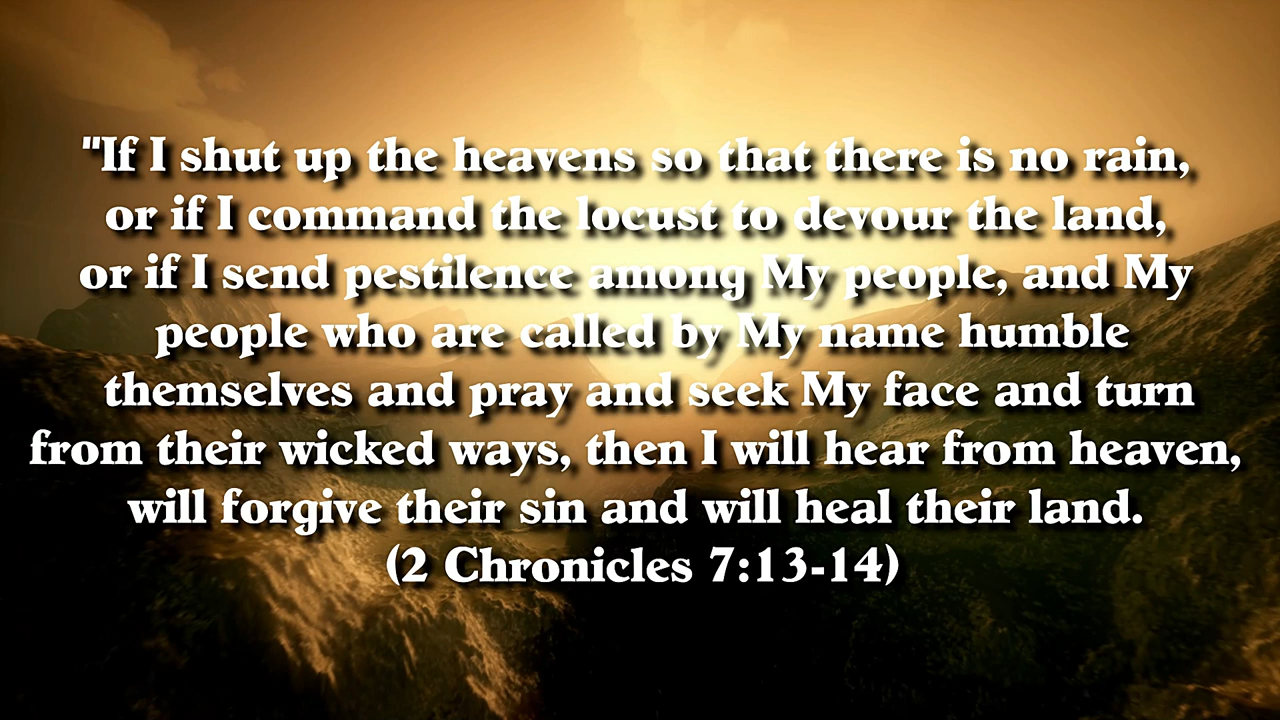 "If I shut up the heavens so that there is no rain,
or if I command the locust to devour the land,
or if I send pestilence among My people, and My
people who are called by My name humble
themselves and pray and seek My face and turn
from their wicked ways, then I will hear from heaven,
will forgive their sin and will heal their land.
(2 Chronicles 7:13-14)